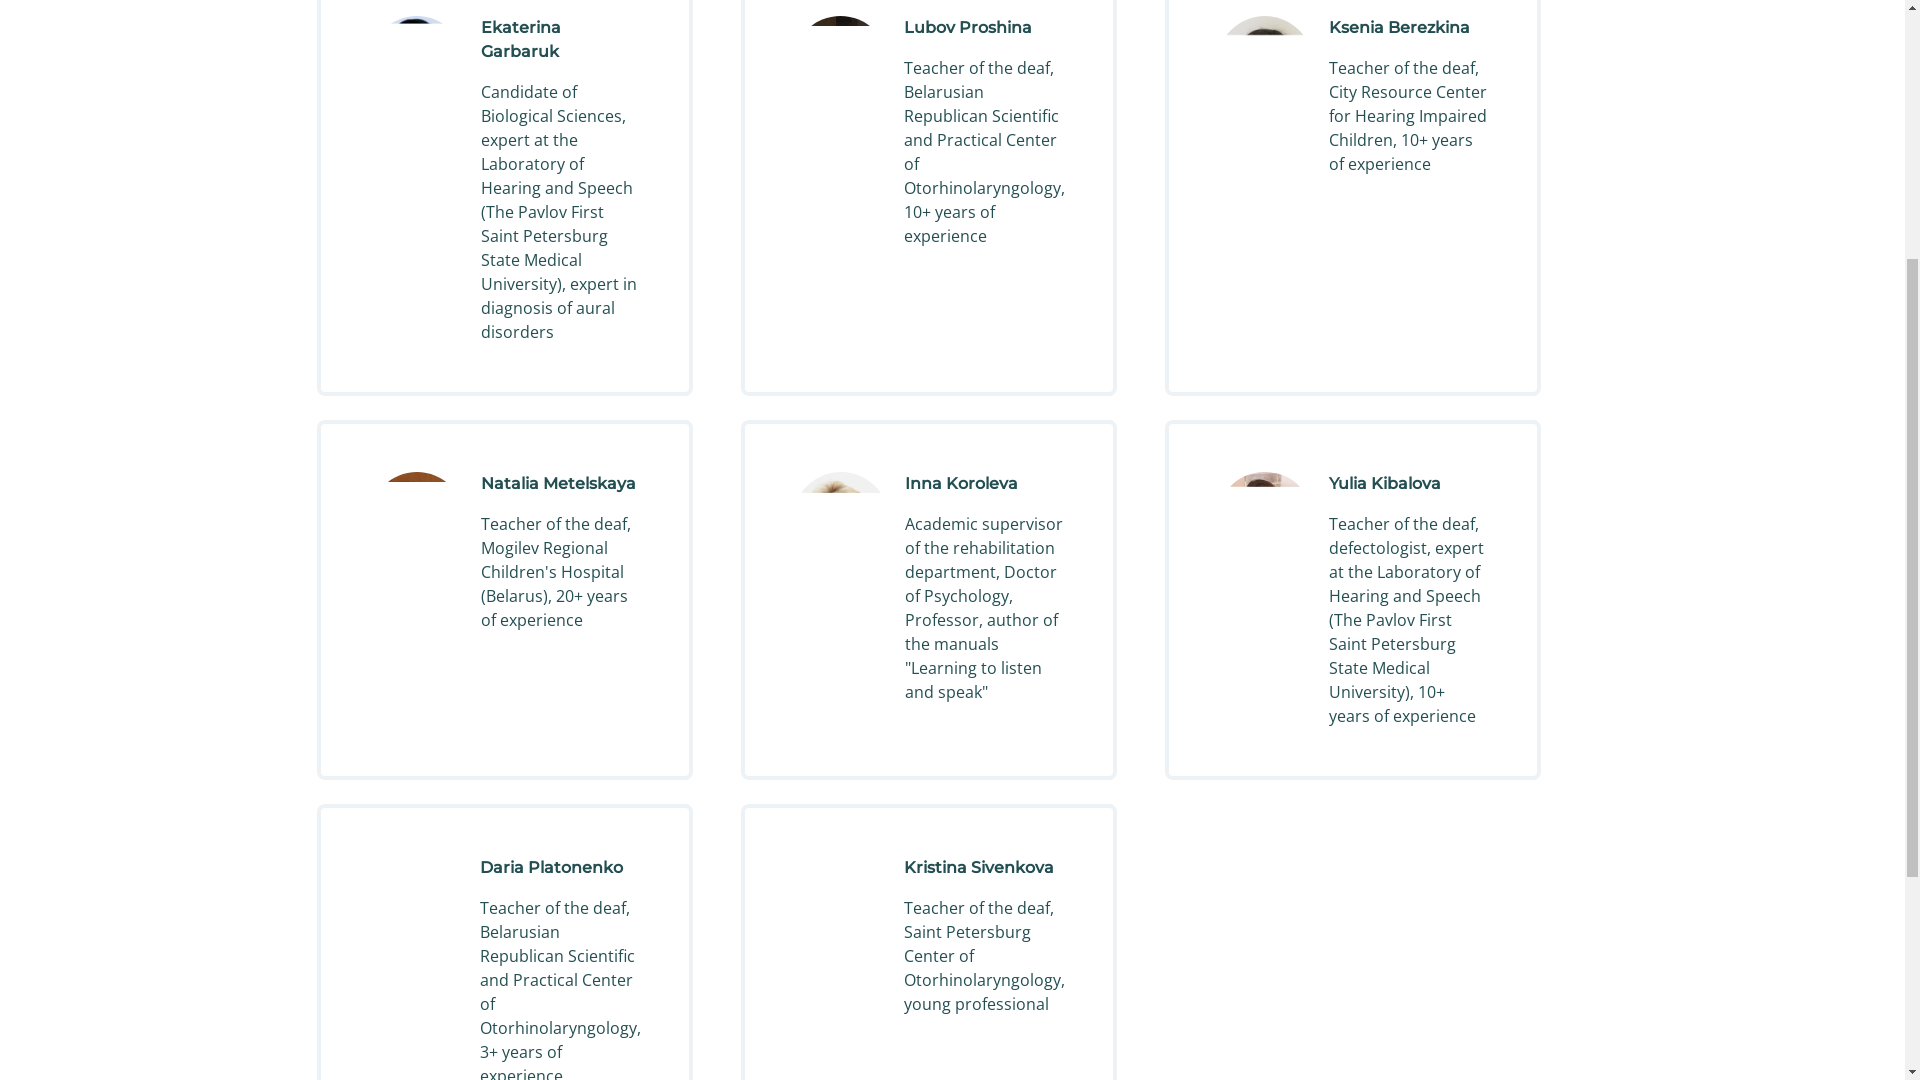 Ekaterina
Garbaruk
Candidate of
Biological Sciences,
expert at the
Laboratory of
Hearing and Speech
(The Pavlov First
Saint Petersburg
State Medical
University), expert in
diagnosis of aural
disorders
Lubov Proshina
Teacher of the deaf,
Belarusian
Republican Scientific
and Practical Center
of
Otorhinolaryngology,
10+ years of
experience
Ksenia Berezkina
Teacher of the deaf,
City Resource Center
for Hearing Impaired
Children, 10+ years
of experience
Natalia Metelskaya
Teacher of the deaf,
Mogilev Regional
Children's Hospital
(Belarus), 20+ years
of experience
Inna Koroleva
Academic supervisor
of the rehabilitation
department, Doctor
of Psychology,
Professor, author of
the manuals
"Learning to listen
and speak"
Yulia Kibalova
Teacher of the deaf,
defectologist, expert
at the Laboratory of
Hearing and Speech
(The Pavlov First
Saint Petersburg
State Medical
University), 10+
years of experience
Daria Platonenko
Teacher of the deaf,
Belarusian
Republican Scientific
and Practical Center
of
Otorhinolaryngology,
3+ years of
experience
Kristina Sivenkova
Teacher of the deaf,
Saint Petersburg
Center of
Otorhinolaryngology,
young professional